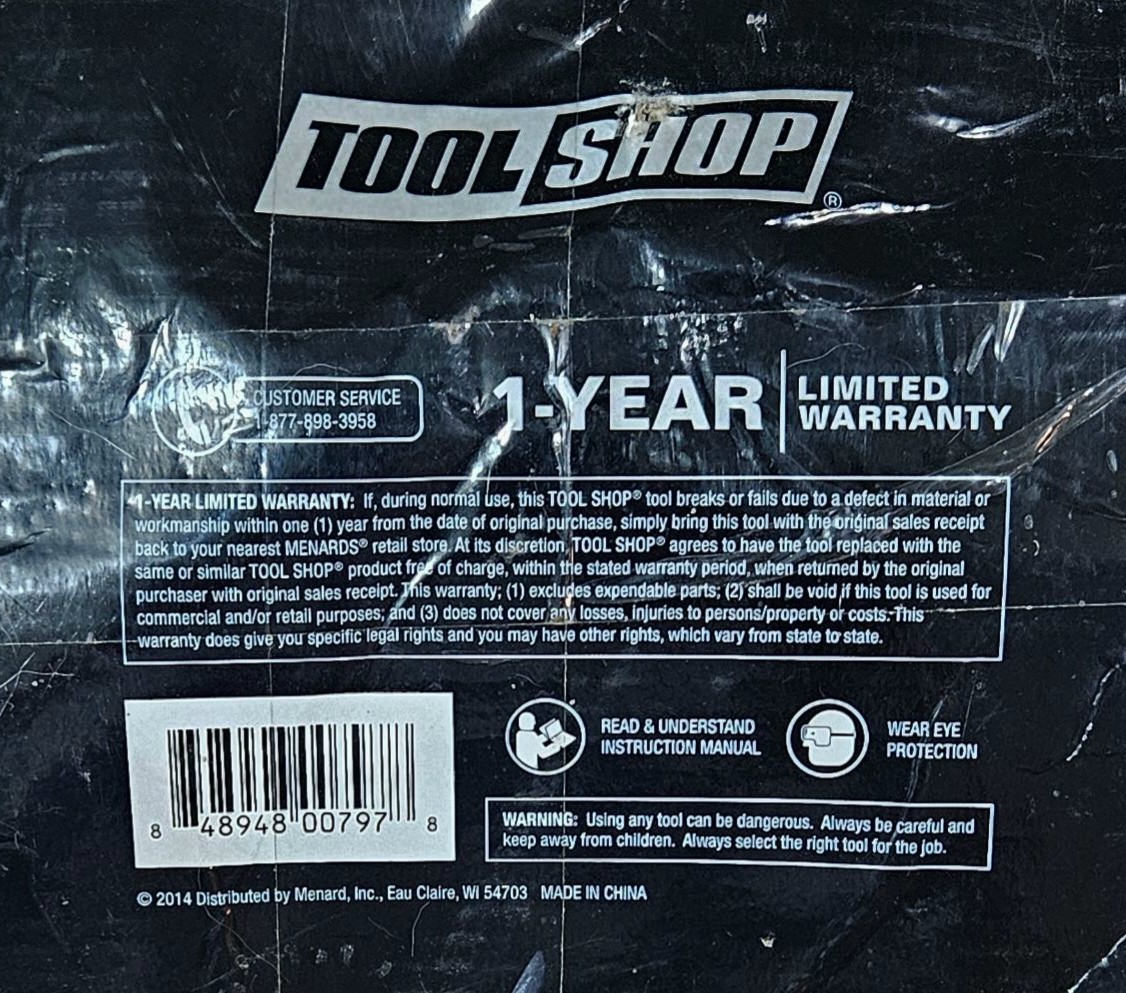 TOOL SHOP®
CUSTOMER SERVICE
1-877-898-3958
1-YEAR
LIMITED
WARRANTY
1-YEAR LIMITED WARRANTY: If, during normal use, this TOOL SHOP® tool breaks or fails due to a defect in material or
workmanship within one (1) year from the date of original purchase, simply bring this tool with the original sales receipt
back to your nearest MENARDS® retail store. At its discretion, TOOL SHOP® agrees to have the tool replaced with the
same or similar TOOL SHOP® product free of charge, within the stated warranty period, when returned by the original
purchaser with original sales receipt. This warranty; (1) excludes expendable parts; (2) shall be void if this tool is used for
commercial and/or retail purposes; and (3) does not cover any losses, injuries to persons/property or costs. This
warranty does give you specific legal rights and you may have other rights, which vary from state to state.
8 48948 00797 8
READ & UNDERSTAND
INSTRUCTION MANUAL
WEAR EYE
PROTECTION
WARNING: Using any tool can be dangerous. Always be careful and
keep away from children. Always select the right tool for the job.
© 2014 Distributed by Menard, Inc., Eau Claire, WI 54703 MADE IN CHINA